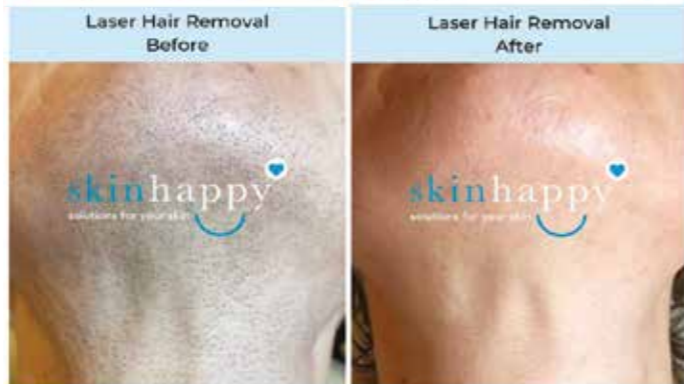 Laser Hair Removal
Before
Laser Hair Removal
After
skinhappy
solutions for your skin
skinhappy
solutions for your skin